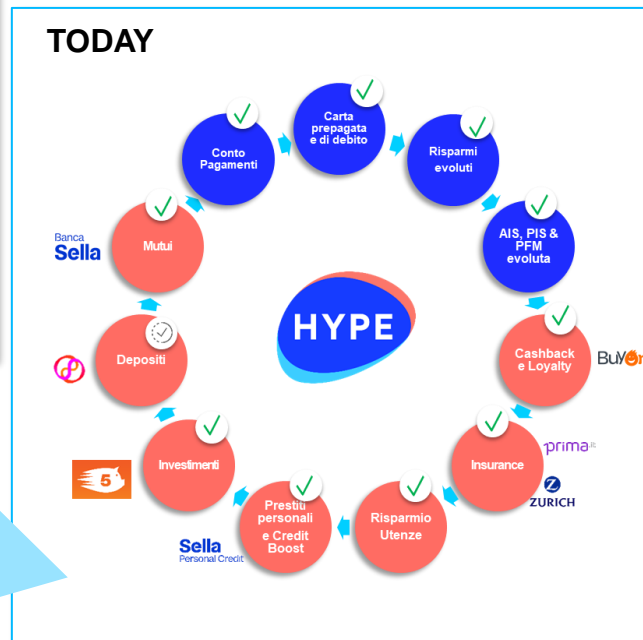 TODAY
Carta
prepagata
e di debito
Conto
Pagamenti
Risparmi
evoluti
AIS, PIS &
PFM
evoluta
Banca
Sella
Mutui
HYPE
Depositi
Cashback
e Loyalty
Investimenti
5
Insurance
prima.it
ZURICH
Prestiti
personali
e Credit
Boost
Risparmio
Utenze
Sella
Personal Credit